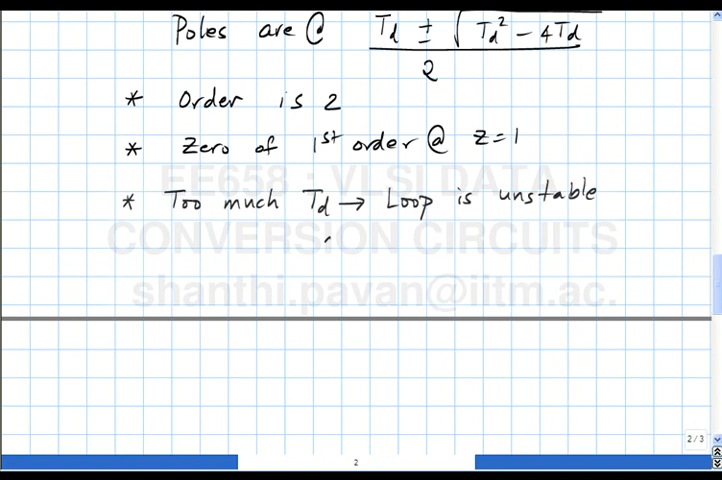 Poles are @ Td ± √Td² - 4Td / 2
* Order is 2
* Zero of 1st order @ z=1
EE658 : VLSI DATA
* Too much Td → Loop is unstable
CONVERSION CIRCUITS
shanthi.pavan@iitm.ac.
2/3
2